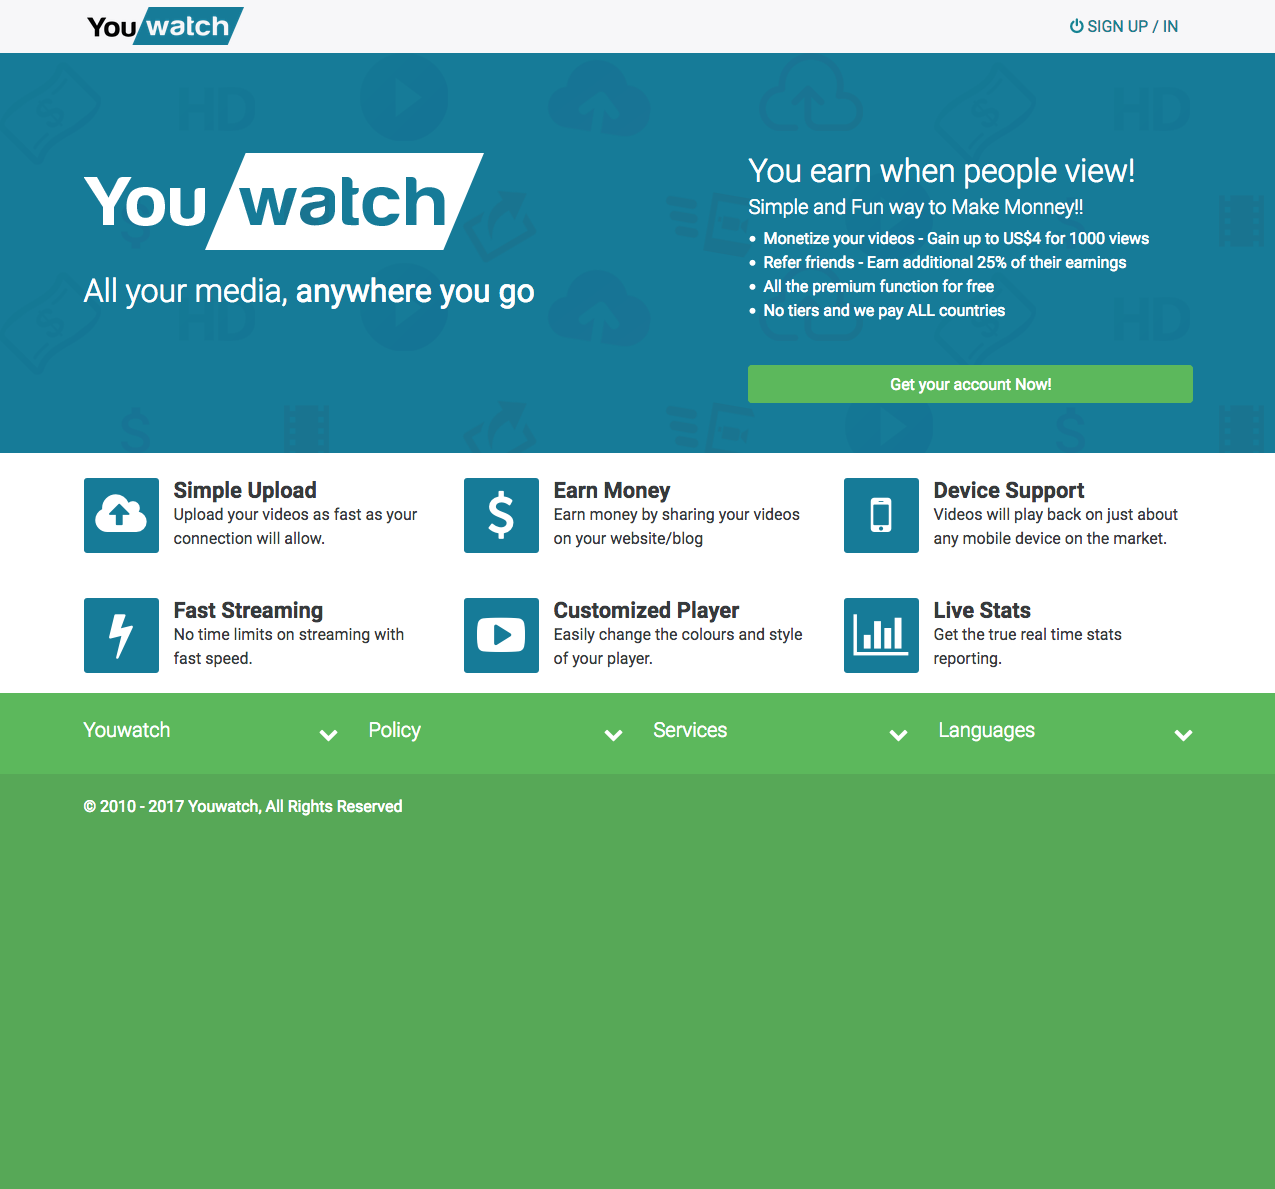 Youwatch
SIGN UP / IN
HD
HD
Youwatch
All your media, anywhere you go
You earn when people view!
Simple and Fun way to Make Monney!!
• Monetize your videos - Gain up to US$4 for 1000 views
• Refer friends - Earn additional 25% of their earnings
• All the premium function for free
• No tiers and we pay ALL countries
HD
HD
Get your account Now!
Simple Upload
Upload your videos as fast as your
connection will allow.
Earn Money
Earn money by sharing your videos
on your website/blog
Device Support
Videos will play back on just about
any mobile device on the market.
Fast Streaming
No time limits on streaming with
fast speed.
Customized Player
Easily change the colours and style
of your player.
Live Stats
Get the true real time stats
reporting.
Youwatch
Policy
Services
Languages
© 2010 - 2017 Youwatch, All Rights Reserved